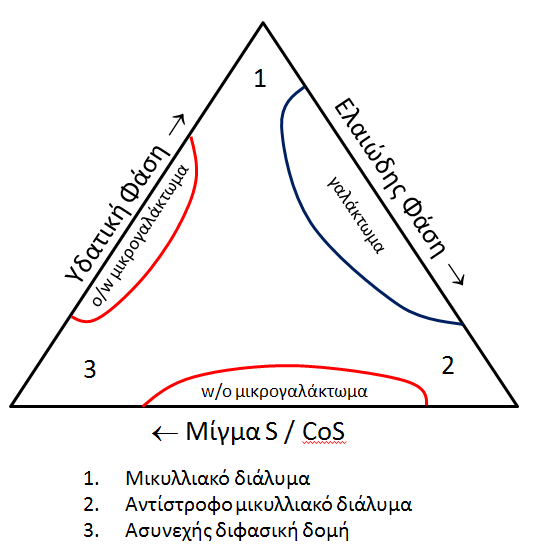 1
Υδατική Φάση →
Ελαιώδης Φάση →
o/w μικρογαλάκτωμα
γαλάκτωμα
3
2
w/o μικρογαλάκτωμα
← Μίγμα S / CoS
1. Μικυλλιακό διάλυμα
2. Αντίστροφο μικυλλιακό διάλυμα
3. Ασυνεχής διφασική δομή